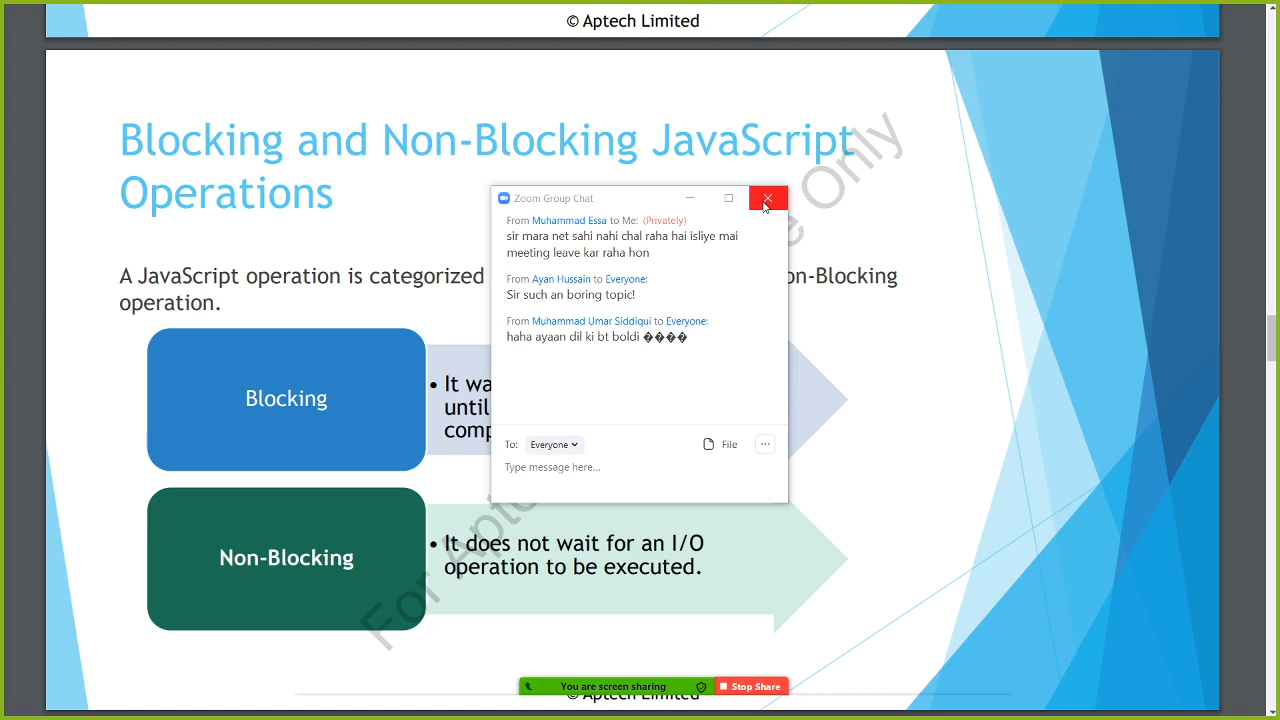 © Aptech Limited
Blocking and Non-Blocking JavaScript
Operations
A JavaScript operation is categorized
on-Blocking
operation.
Zoom Group Chat
From Muhammad Essa to Me: (Privately)
sir mara net sahi nahi chal raha hai isliye mai
meeting leave kar raha hon
From Ayan Hussain to Everyone:
Sir such an boring topic!
From Muhammad Umar Siddiqui to Everyone:
haha ayaan dil ki bt boldi ����
To: Everyone
File
Type message here...
Blocking
• It wa
until
comp
Non-Blocking
• It does not wait for an I/O
operation to be executed.
For Apte
e Only
You are screen sharing
Stop Share
© Aptech Limited